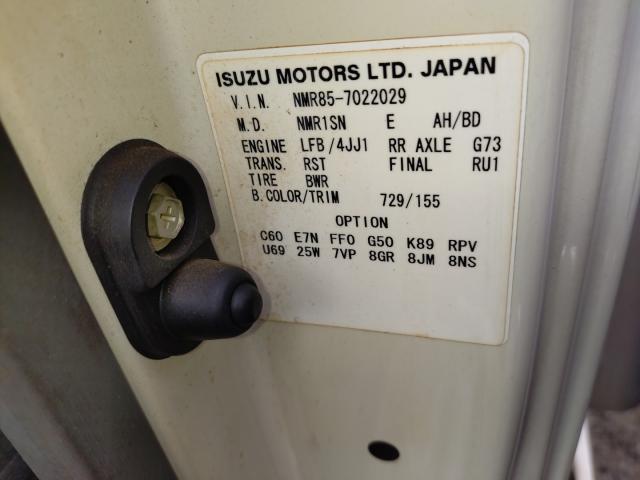 ISUZU MOTORS LTD. JAPAN
V.I.N. NMR85-7022029
M.D. NMR1SN E AH/BD
ENGINE LFB/4JJ1 RR AXLE G73
TRANS. RST FINAL RU1
TIRE BWR
B.COLOR/TRIM 729/155
OPTION
C60 E7N FF0 G50 K89 RPV
U69 25W 7VP 8GR 8JM 8NS